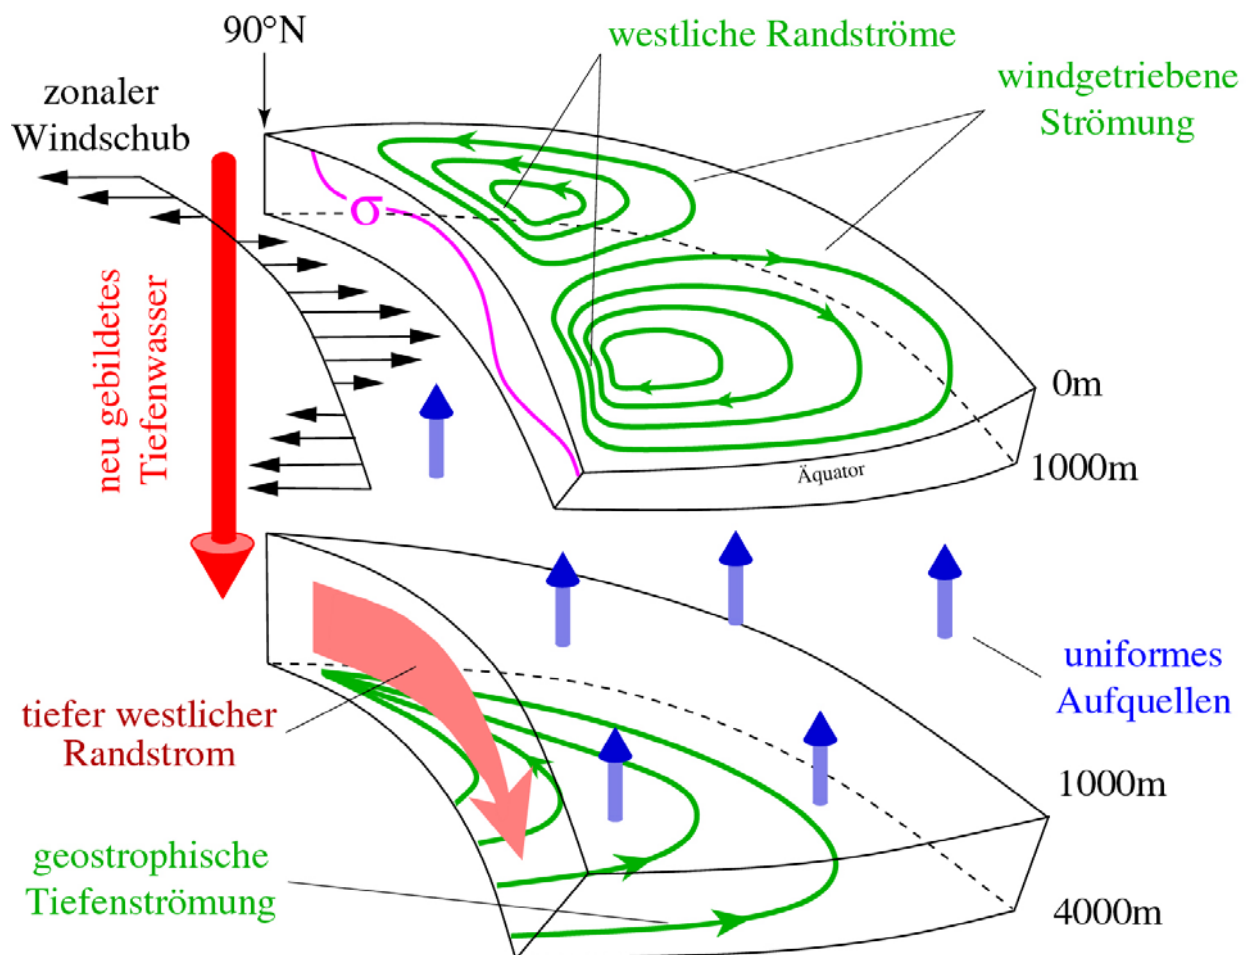 90°N
westliche Randströme
windgetriebene
Strömung
zonaler
Windschub
σ
neu gebildetes
Tiefenwasser
0m
1000m
Äquator
uniformes
Aufquellen
tiefer westlicher
Randstrom
1000m
geostrophische
Tiefenströmung
4000m